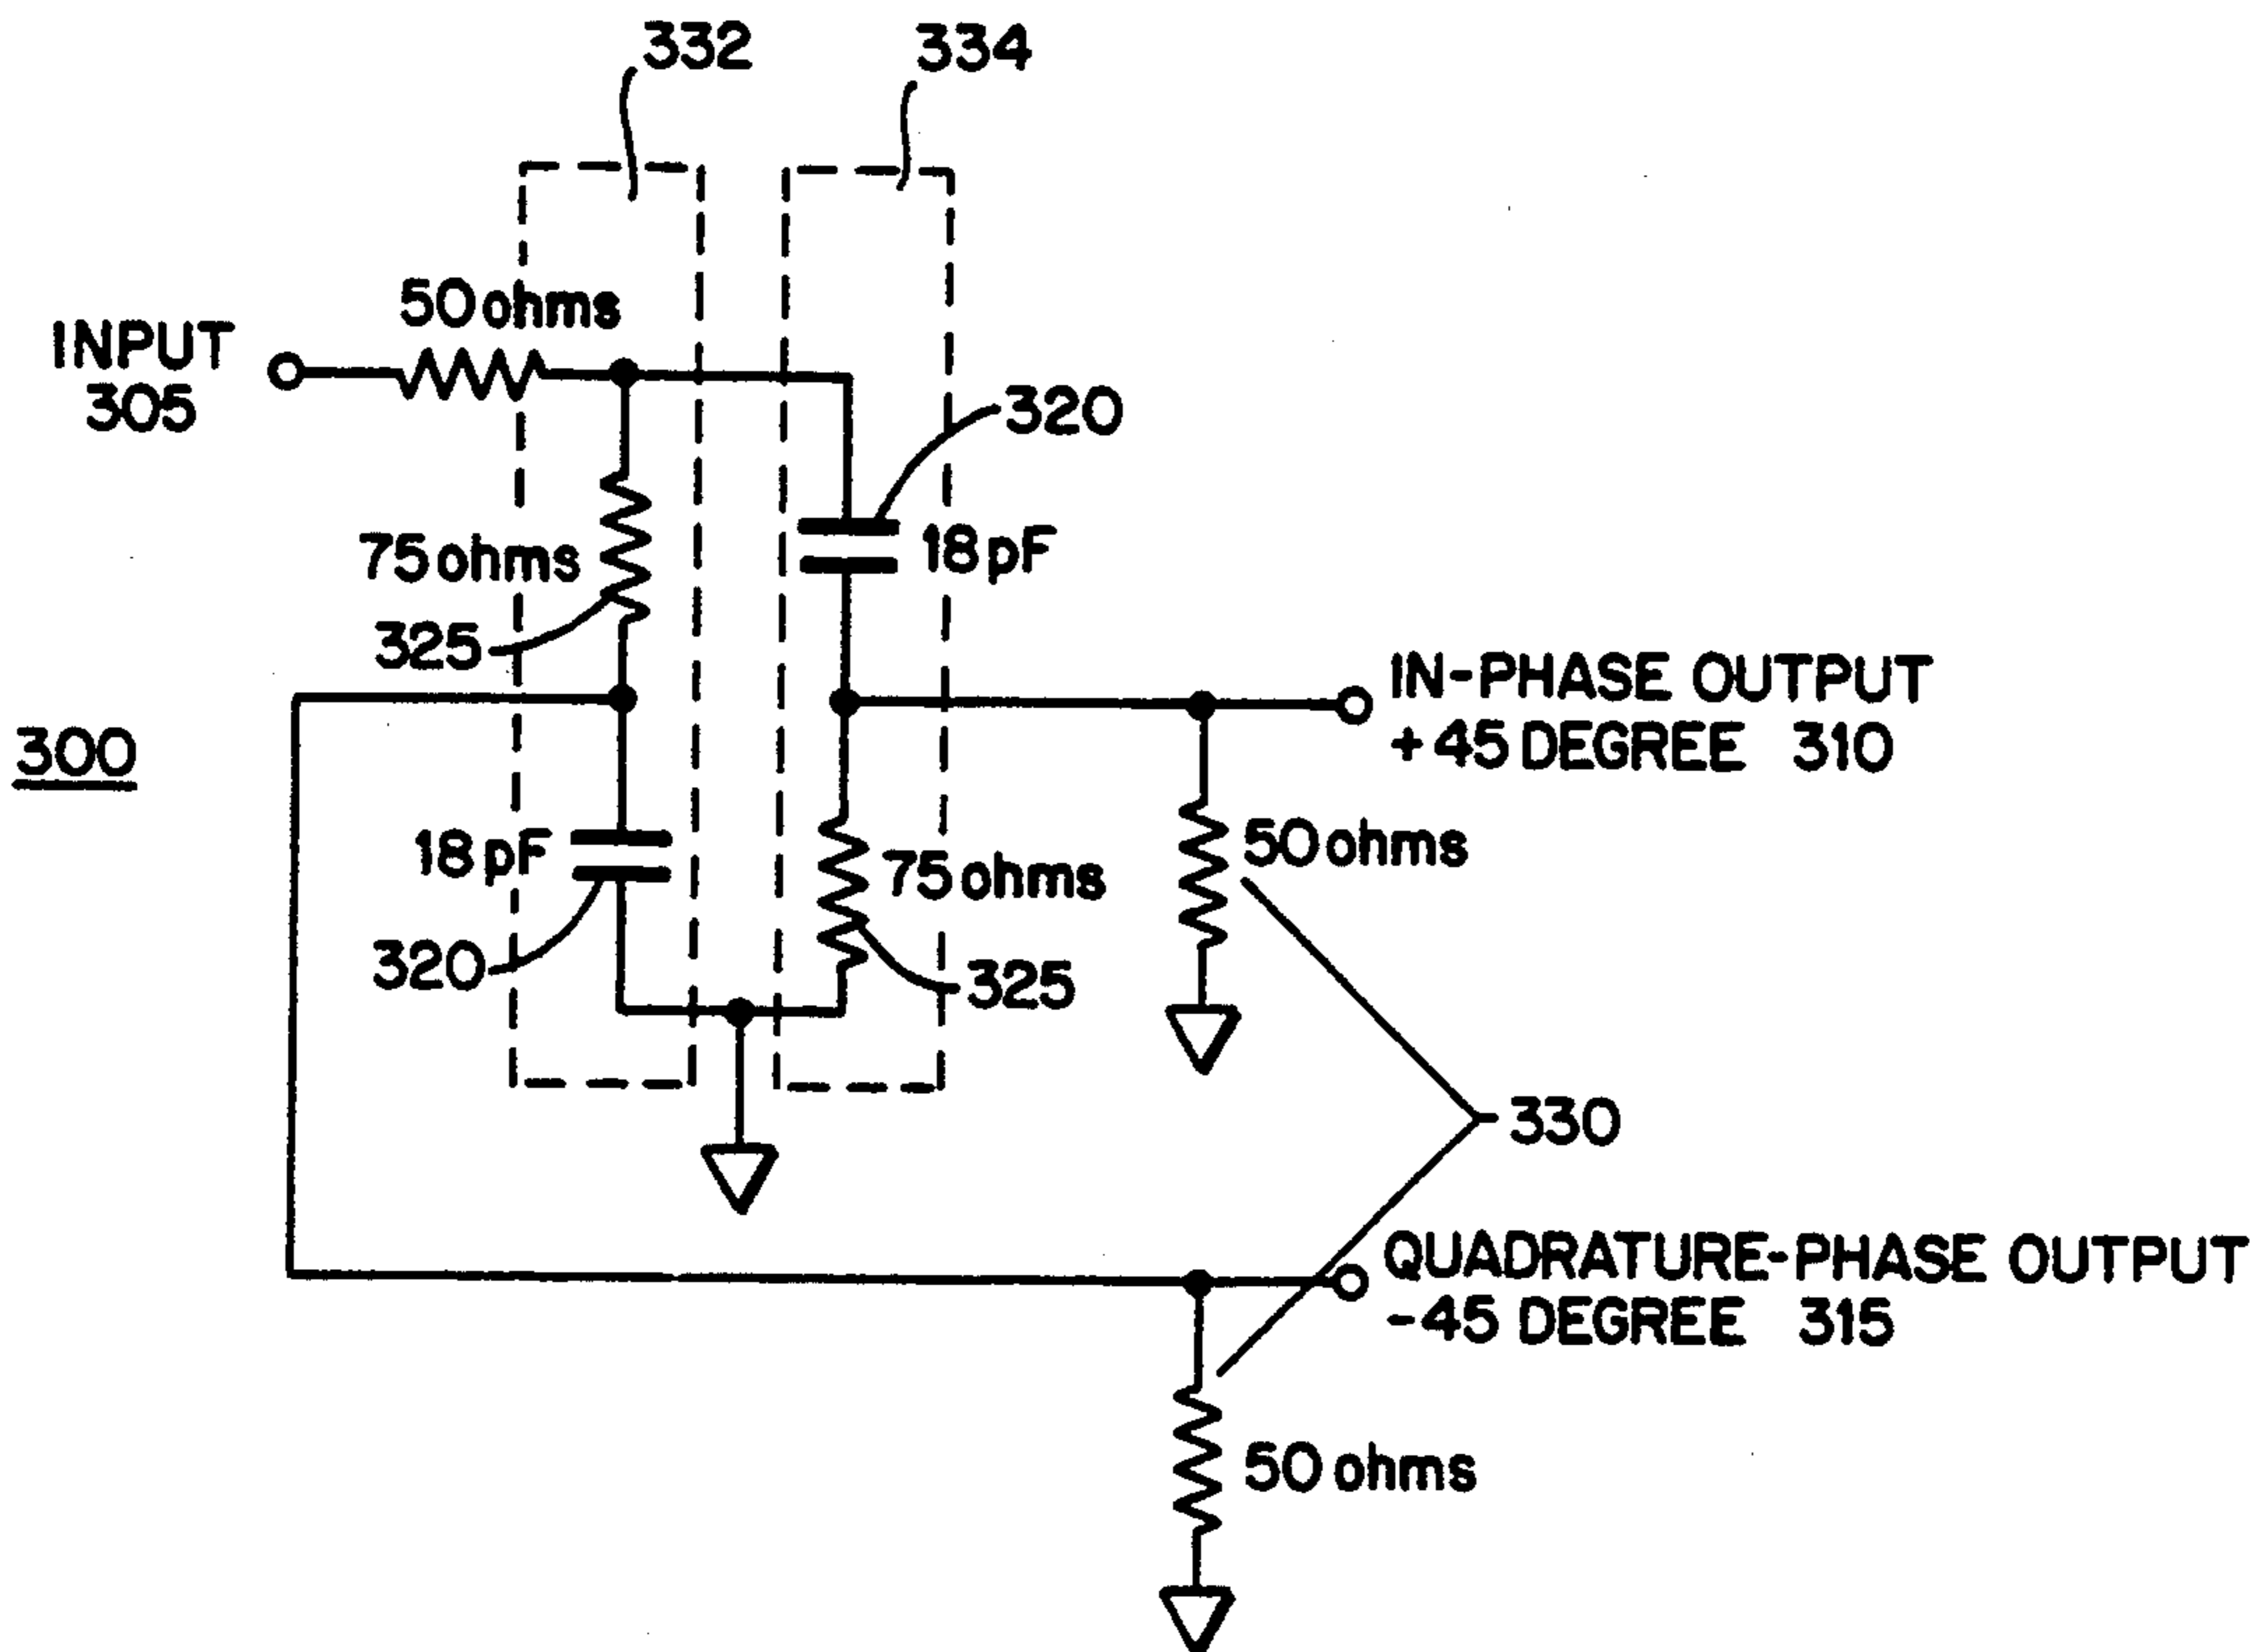 332
334
50 ohms
INPUT
305
320
75 ohms
18 pF
325
IN-PHASE OUTPUT
+45 DEGREE 310
300
18 pF
75 ohms
50 ohms
320
325
330
QUADRATURE-PHASE OUTPUT
-45 DEGREE 315
50 ohms